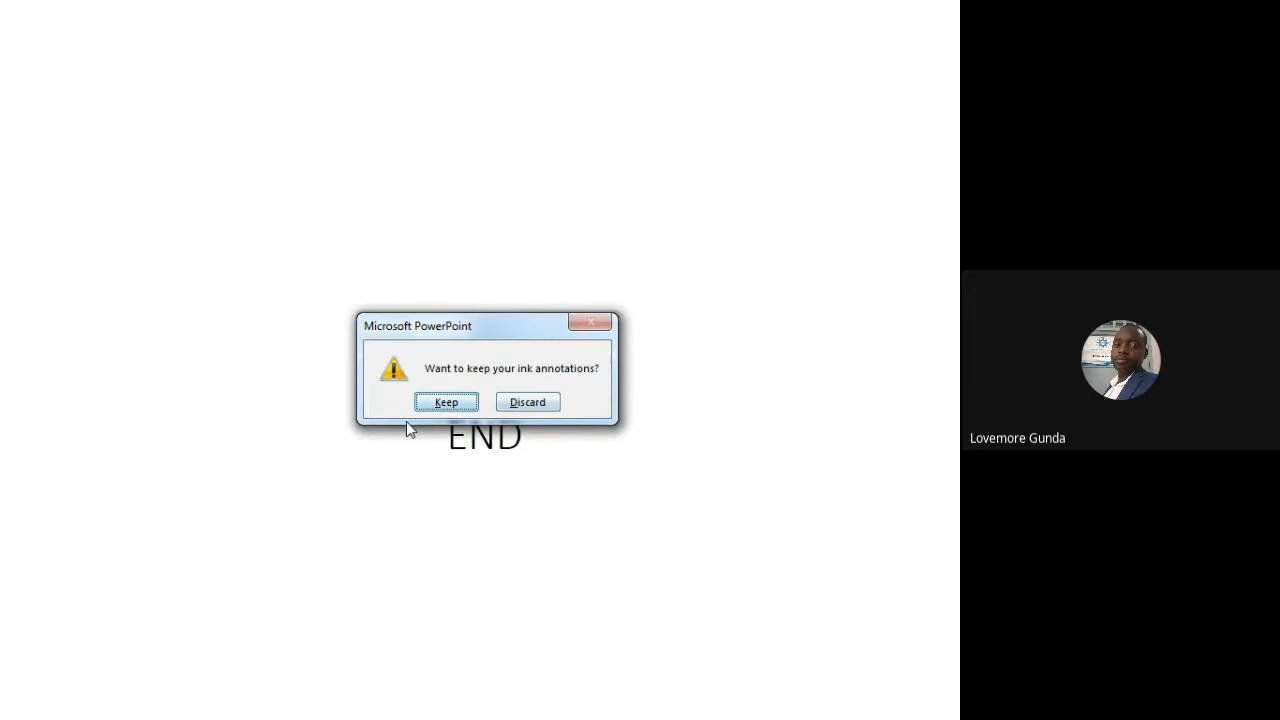 Microsoft PowerPoint
Want to keep your ink annotations?
Keep
Discard
END
Lovemore Gunda